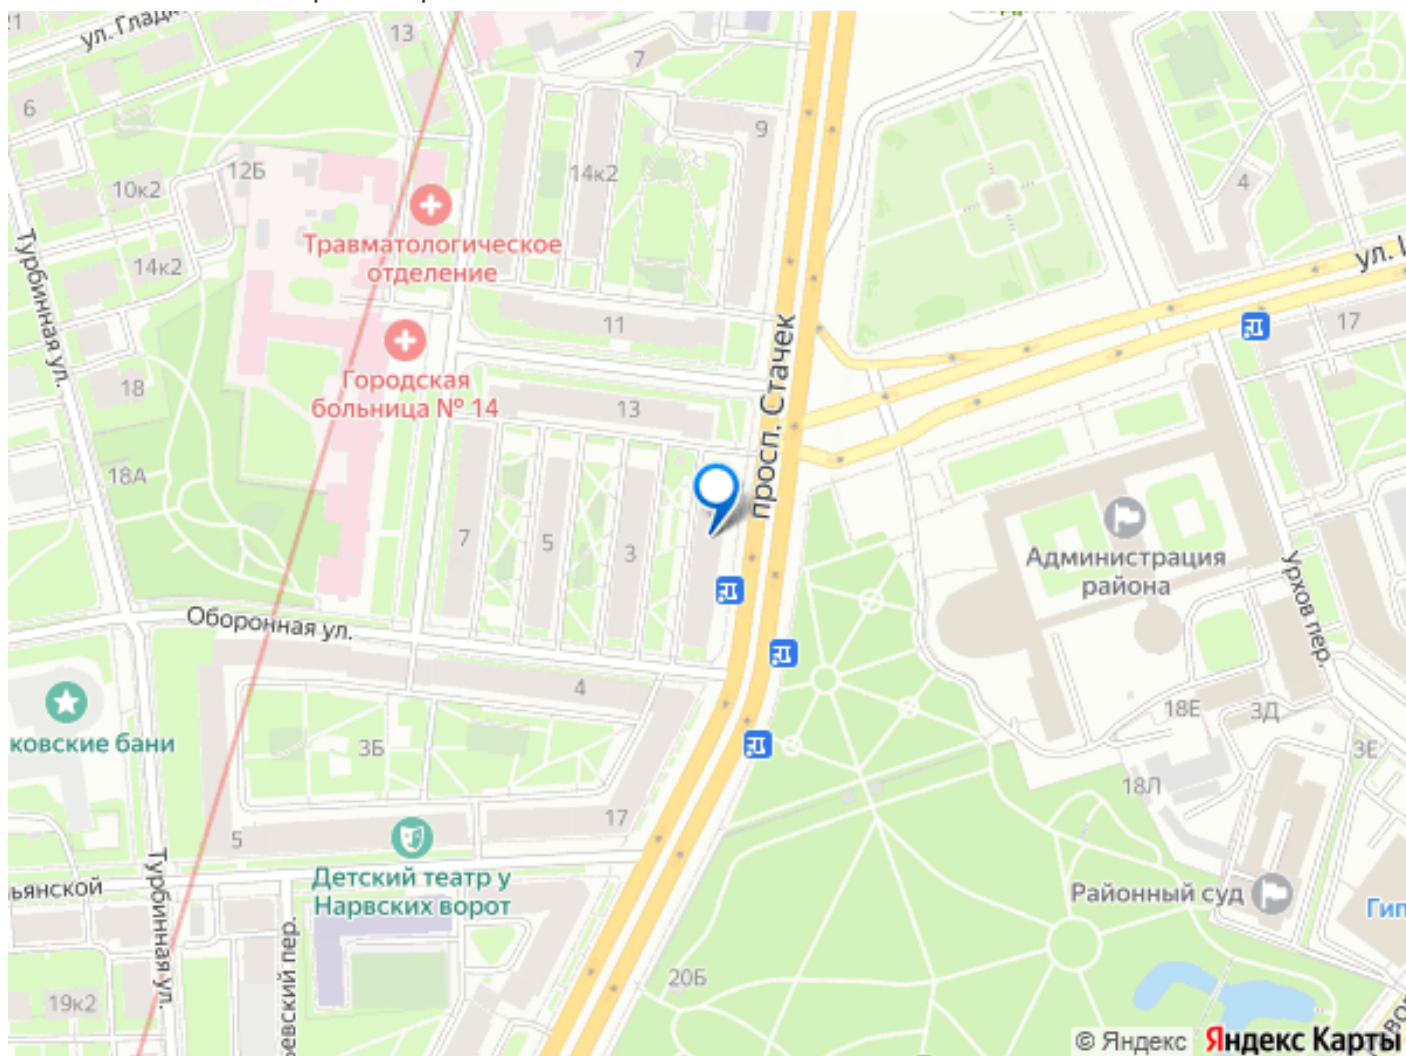 ул. Гладк
13
7
6
9
12Б
14к2
4
10к2
Травматологическое
отделение
14к2
Турбинная ул.
11
17
просп. Стачек
Городская
больница № 14
18
13
18А
7
5
3
Администрация
района
Урхов пер.
Оборонная ул.
4
ковские бани
3Б
18Е
3Д
3Е
18Л
17
5
Турбинная ул.
Детский театр у
Нарвских ворот
ьянской
Районный суд
Гип
евский пер.
20Б
19к2
© Яндекс Яндекс Карты